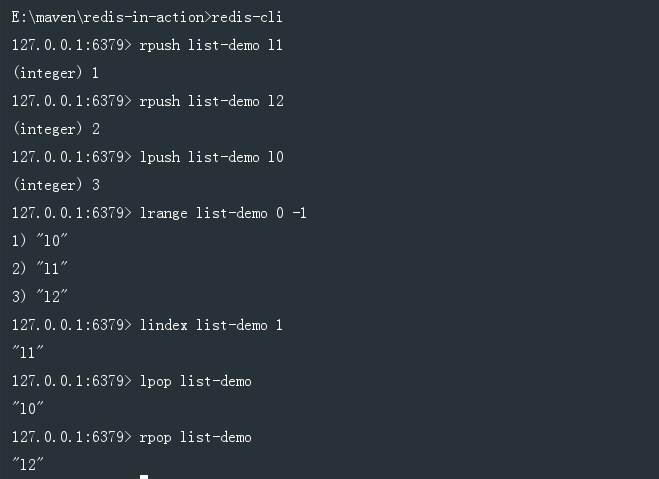 E:\maven\redis-in-action>redis-cli
127.0.0.1:6379> rpush list-demo l1
(integer) 1
127.0.0.1:6379> rpush list-demo l2
(integer) 2
127.0.0.1:6379> lpush list-demo l0
(integer) 3
127.0.0.1:6379> lrange list-demo 0 -1
1) "l0"
2) "l1"
3) "l2"
127.0.0.1:6379> lindex list-demo 1
"l1"
127.0.0.1:6379> lpop list-demo
"l0"
127.0.0.1:6379> rpop list-demo
"l2"